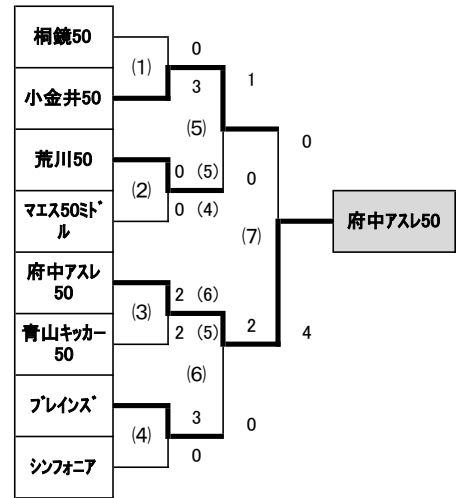 桐鏡50
(1)
0
3
1
小金井50
(5)
荒川50
0
0 (5)
(2)
0 (4)
0
マエス50ミド゛
ル
(7)
府中アスレ50
府中アスレ
50
2 (6)
(3)
2 (5)
2
4
青山キッカー
50
(6)
ブレインズ
3
0
(4)
0
シンフォニア